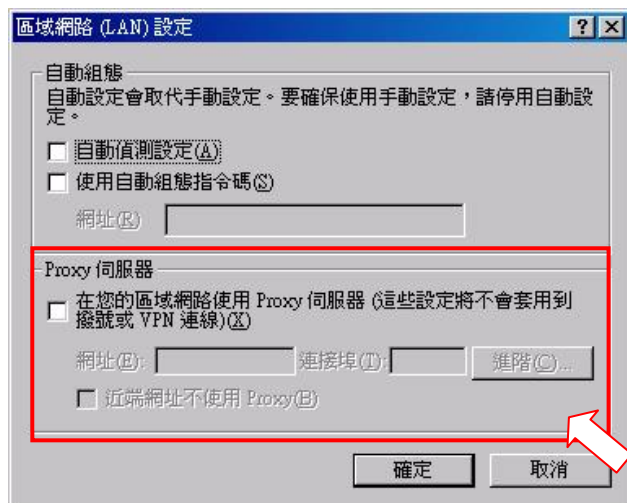 區域網路 (LAN) 設定
自動組態
自動設定會取代手動設定。要確保使用手動設定,請停用自動設
定。
自動偵測設定(A)
使用自動組態指令碼(S)
網址(R)
Proxy 伺服器
在您的區域網路使用 Proxy 伺服器 (這些設定將不會套用到
撥號或 VPN 連線)(X)
網址(E): 連接埠(T): 進階(C)...
近端網址不使用 Proxy(B)
確定 取消